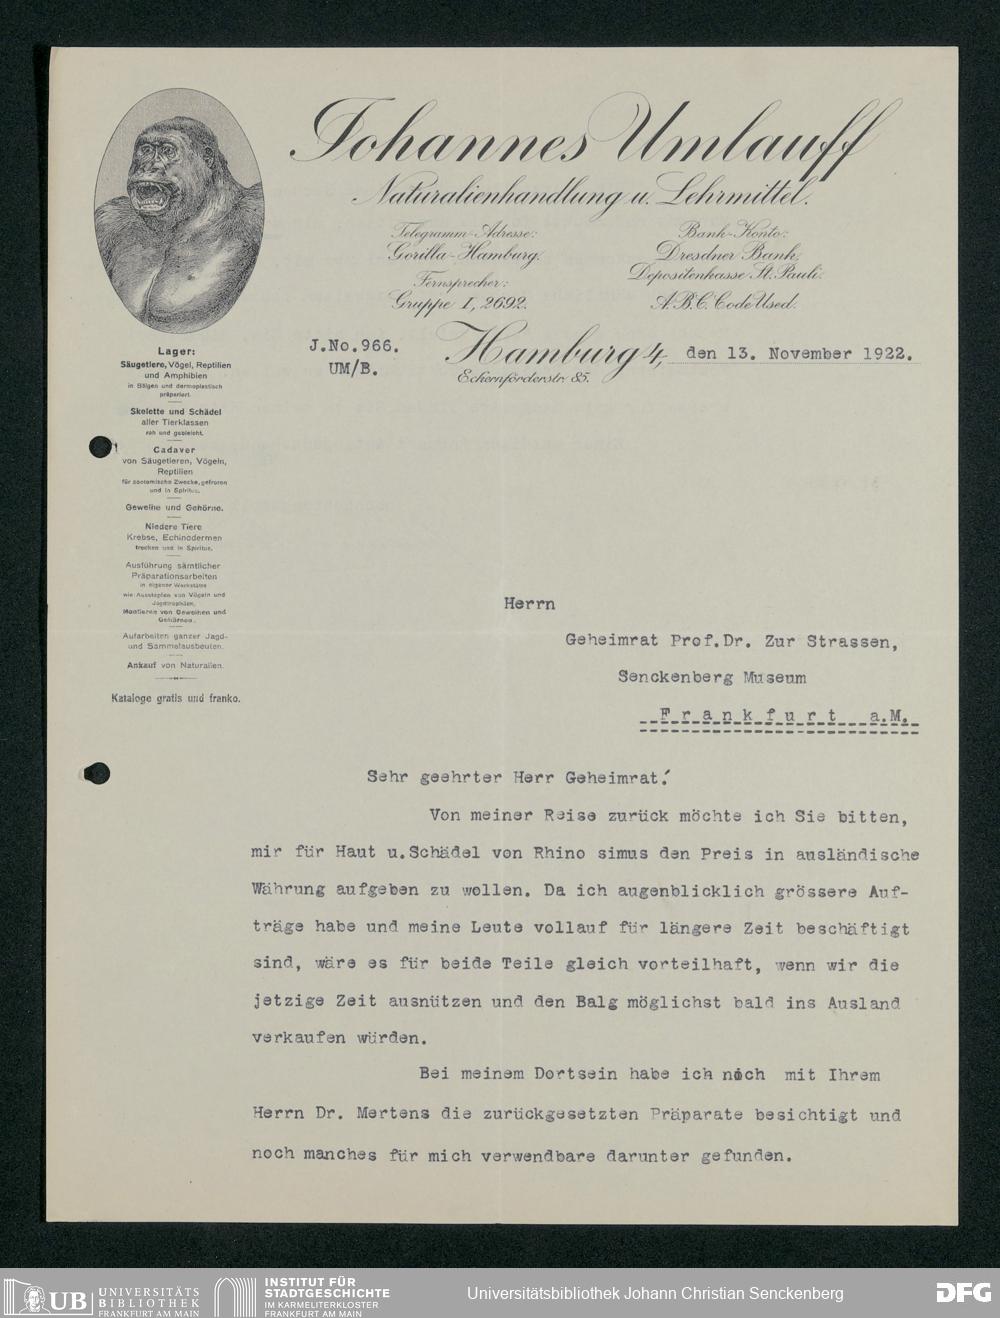 Johannes Umlauff
Naturalienhandlung u. Lehrmittel.
Telegramm-Adresse:
Gorilla-Hamburg.
Fernsprecher:
Gruppe I, 2692.
Bank-Konto:
Dresdner Bank,
Depositenkasse St. Pauli.
A.B.C. Code Used.
J.No.966.
UM/B.
Hamburg 4, den 13. November 1922.
Eckernförderstr. 85.
Lager:
Säugetiere, Vögel, Reptilien
und Amphibien
in Bälgen und dermoplastisch
präpariert.
Skelette und Schädel
aller Tierklassen
roh und gebleicht.
Cadaver
von Säugetieren, Vögeln,
Reptilien
für zootomische Zwecke, gefroren
und in Spiritus.
Geweihe und Gehörne.
Niedere Tiere
Krebse, Echinodermen
trocken und in Spiritus.
Ausführung sämtlicher
Präparationsarbeiten
in eigener Werkstätte
wie: Ausstopfen von Vögeln und
Jagdtrophäen,
Montieren von Geweihen und
Gehörnen.
Aufarbeiten ganzer Jagd-
und Sammelausbeuten.
Ankauf von Naturalien.
Kataloge gratis und franko.
Herrn
Geheimrat Prof.Dr. Zur Strassen,
Senckenberg Museum
Frankfurt a.M.
Sehr geehrter Herr Geheimrat!
Von meiner Reise zurück möchte ich Sie bitten,
mir für Haut u.Schädel von Rhino simus den Preis in ausländische
Währung aufgeben zu wollen. Da ich augenblicklich grössere Auf-
träge habe und meine Leute vollauf für längere Zeit beschäftigt
sind, wäre es für beide Teile gleich vorteilhaft, wenn wir die
jetzige Zeit ausnützen und den Balg möglichst bald ins Ausland
verkaufen würden.
Bei meinem Dortsein habe ich noch mit Ihrem
Herrn Dr. Mertens die zurückgesetzten Präparate besichtigt und
noch manches für mich verwendbare darunter gefunden.
UB UNIVERSITÄTS
BIBLIOTHEK
FRANKFURT AM MAIN
INSTITUT FÜR
STADTGESCHICHTE
IM KARMELITERKLOSTER
FRANKFURT AM MAIN
Universitätsbibliothek Johann Christian Senckenberg
DFG